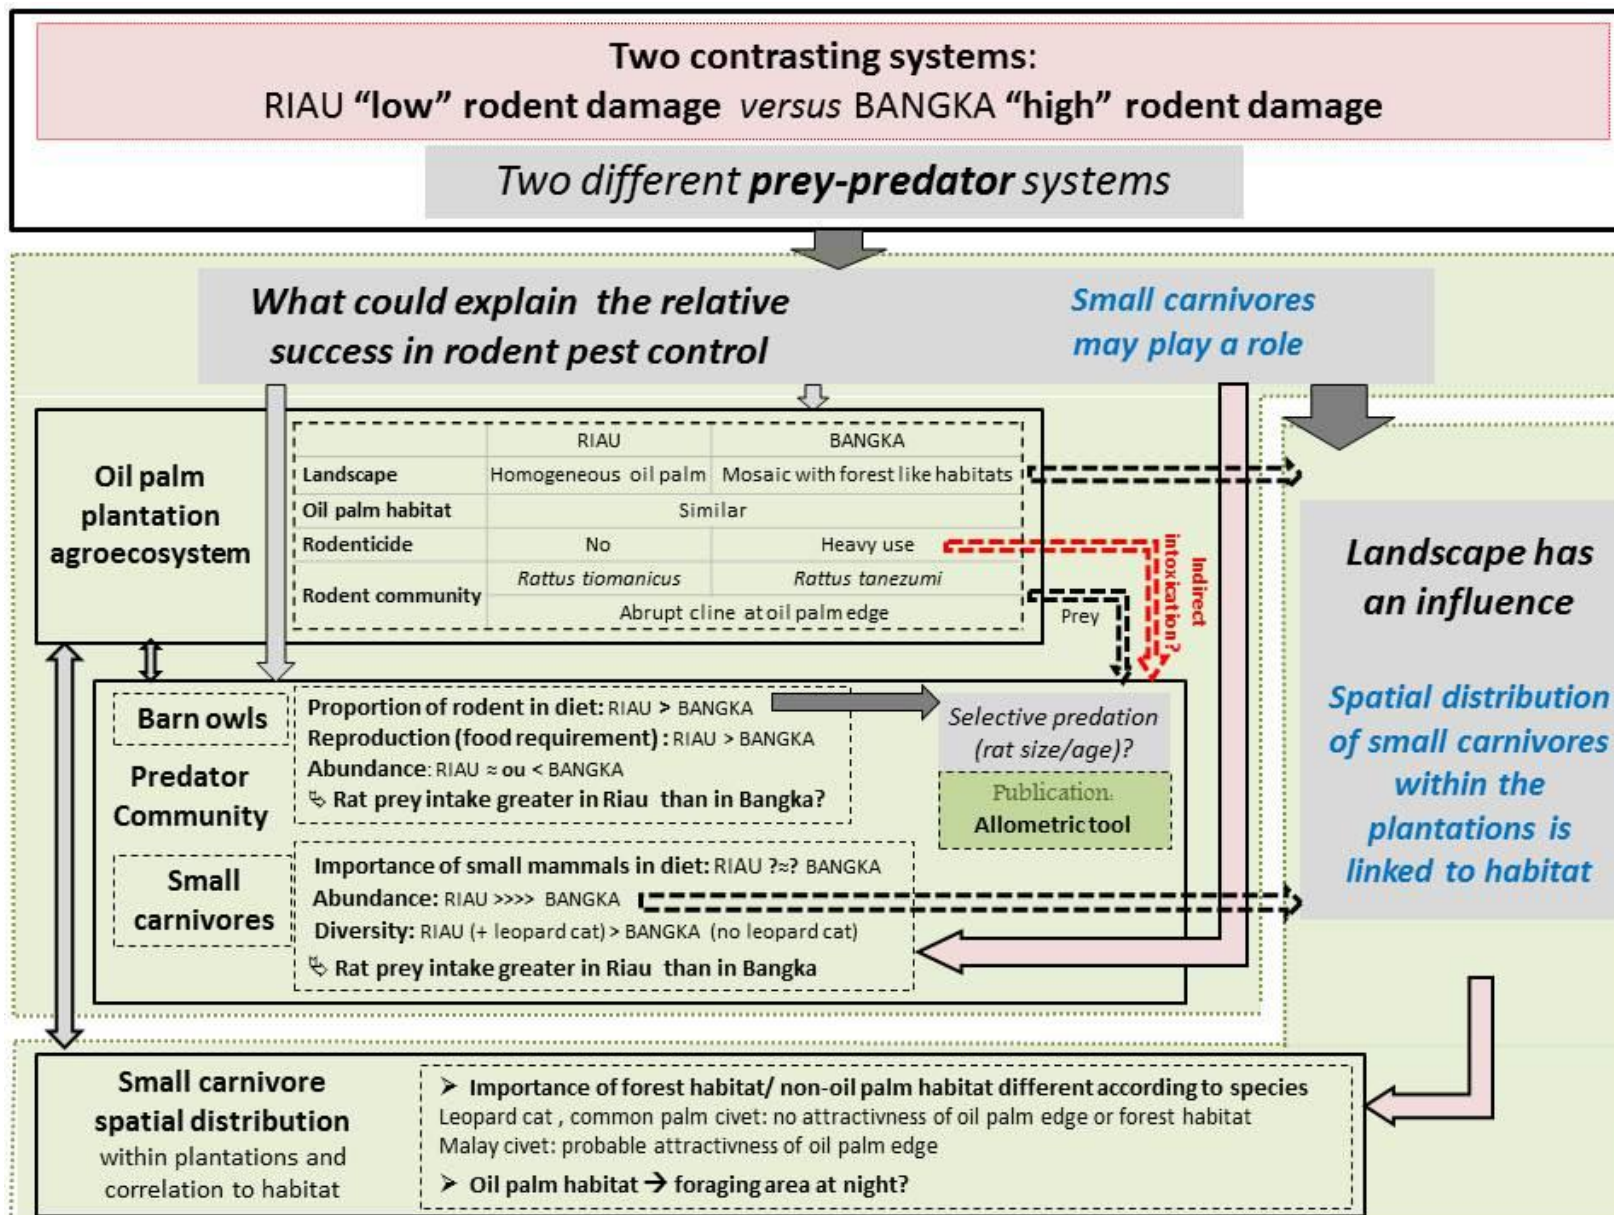 Two contrasting systems:
RIAU “low” rodent damage versus BANGKA “high” rodent damage
Two different prey-predator systems
What could explain the relative
success in rodent pest control
Small carnivores
may play a role
Oil palm
plantation
agroecosystem
RIAU BANGKA
Landscape Homogeneous oil palm Mosaic with forest like habitats
Oil palm habitat Similar
Rodenticide No Heavy use
Rodent community Rattus tiomanicus Rattus tanezumi
Abrupt cline at oil palm edge
Prey
Indirect
intoxication?
Landscape has
an influence
Spatial distribution
of small carnivores
within the
plantations is
linked to habitat
Barn owls
Predator
Community
Small
carnivores
Proportion of rodent in diet: RIAU > BANGKA
Reproduction (food requirement) : RIAU > BANGKA
Abundance: RIAU ≈ ou < BANGKA
↳ Rat prey intake greater in Riau than in Bangka?
Selective predation
(rat size/age)?
Publication:
Allometric tool
Importance of small mammals in diet: RIAU ?≈? BANGKA
Abundance: RIAU >>>> BANGKA
Diversity: RIAU (+ leopard cat) > BANGKA (no leopard cat)
↳ Rat prey intake greater in Riau than in Bangka
Small carnivore
spatial distribution
within plantations and
correlation to habitat
➢ Importance of forest habitat/ non-oil palm habitat different according to species
Leopard cat , common palm civet: no attractivness of oil palm edge or forest habitat
Malay civet: probable attractivness of oil palm edge
➢ Oil palm habitat → foraging area at night?